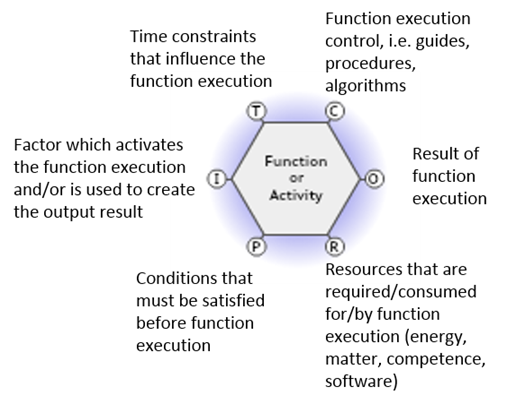 Time constraints
that influence the
function execution
Function execution
control, i.e. guides,
procedures,
algorithms
T
C
Factor which activates
the function execution
and/or is used to create
the output result
I
Function
or
Activity
O
Result of
function
execution
P
R
Conditions that
must be satisfied
before function
execution
Resources that are
required/consumed
for/by function
execution (energy,
matter, competence,
software)